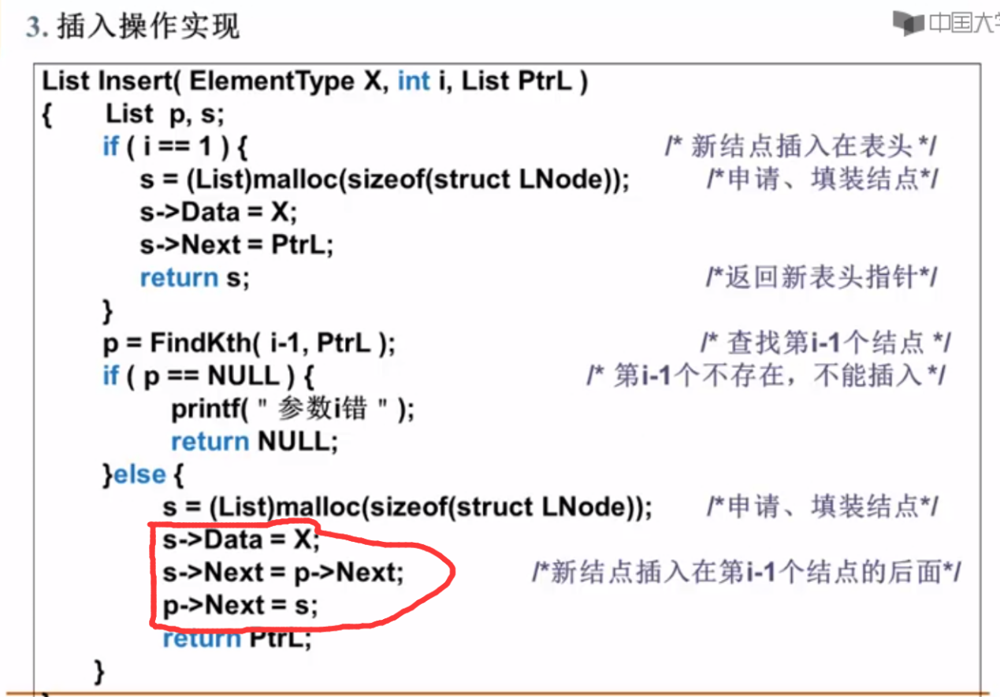 3. 插入操作实现
中国大学
List Insert( ElementType X, int i, List PtrL )
{ List p, s;
if ( i == 1 ) { /* 新结点插入在表头 */
s = (List)malloc(sizeof(struct LNode)); /*申请、填装结点*/
s->Data = X;
s->Next = PtrL;
return s; /*返回新表头指针*/
}
p = FindKth( i-1, PtrL ); /* 查找第i-1个结点 */
if ( p == NULL ) { /* 第i-1个不存在，不能插入 */
printf( " 参数i错 " );
return NULL;
}else {
s = (List)malloc(sizeof(struct LNode)); /*申请、填装结点*/
s->Data = X;
s->Next = p->Next; /*新结点插入在第i-1个结点的后面*/
p->Next = s;
return PtrL;
}